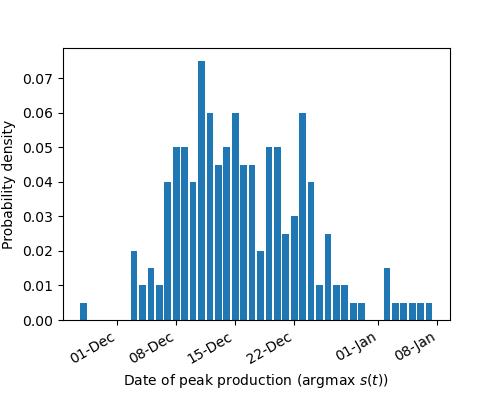 Probability density
0.07
0.06
0.05
0.04
0.03
0.02
0.01
0.00
01-Dec 08-Dec 15-Dec 22-Dec 01-Jan 08-Jan
Date of peak production (argmax s(t))